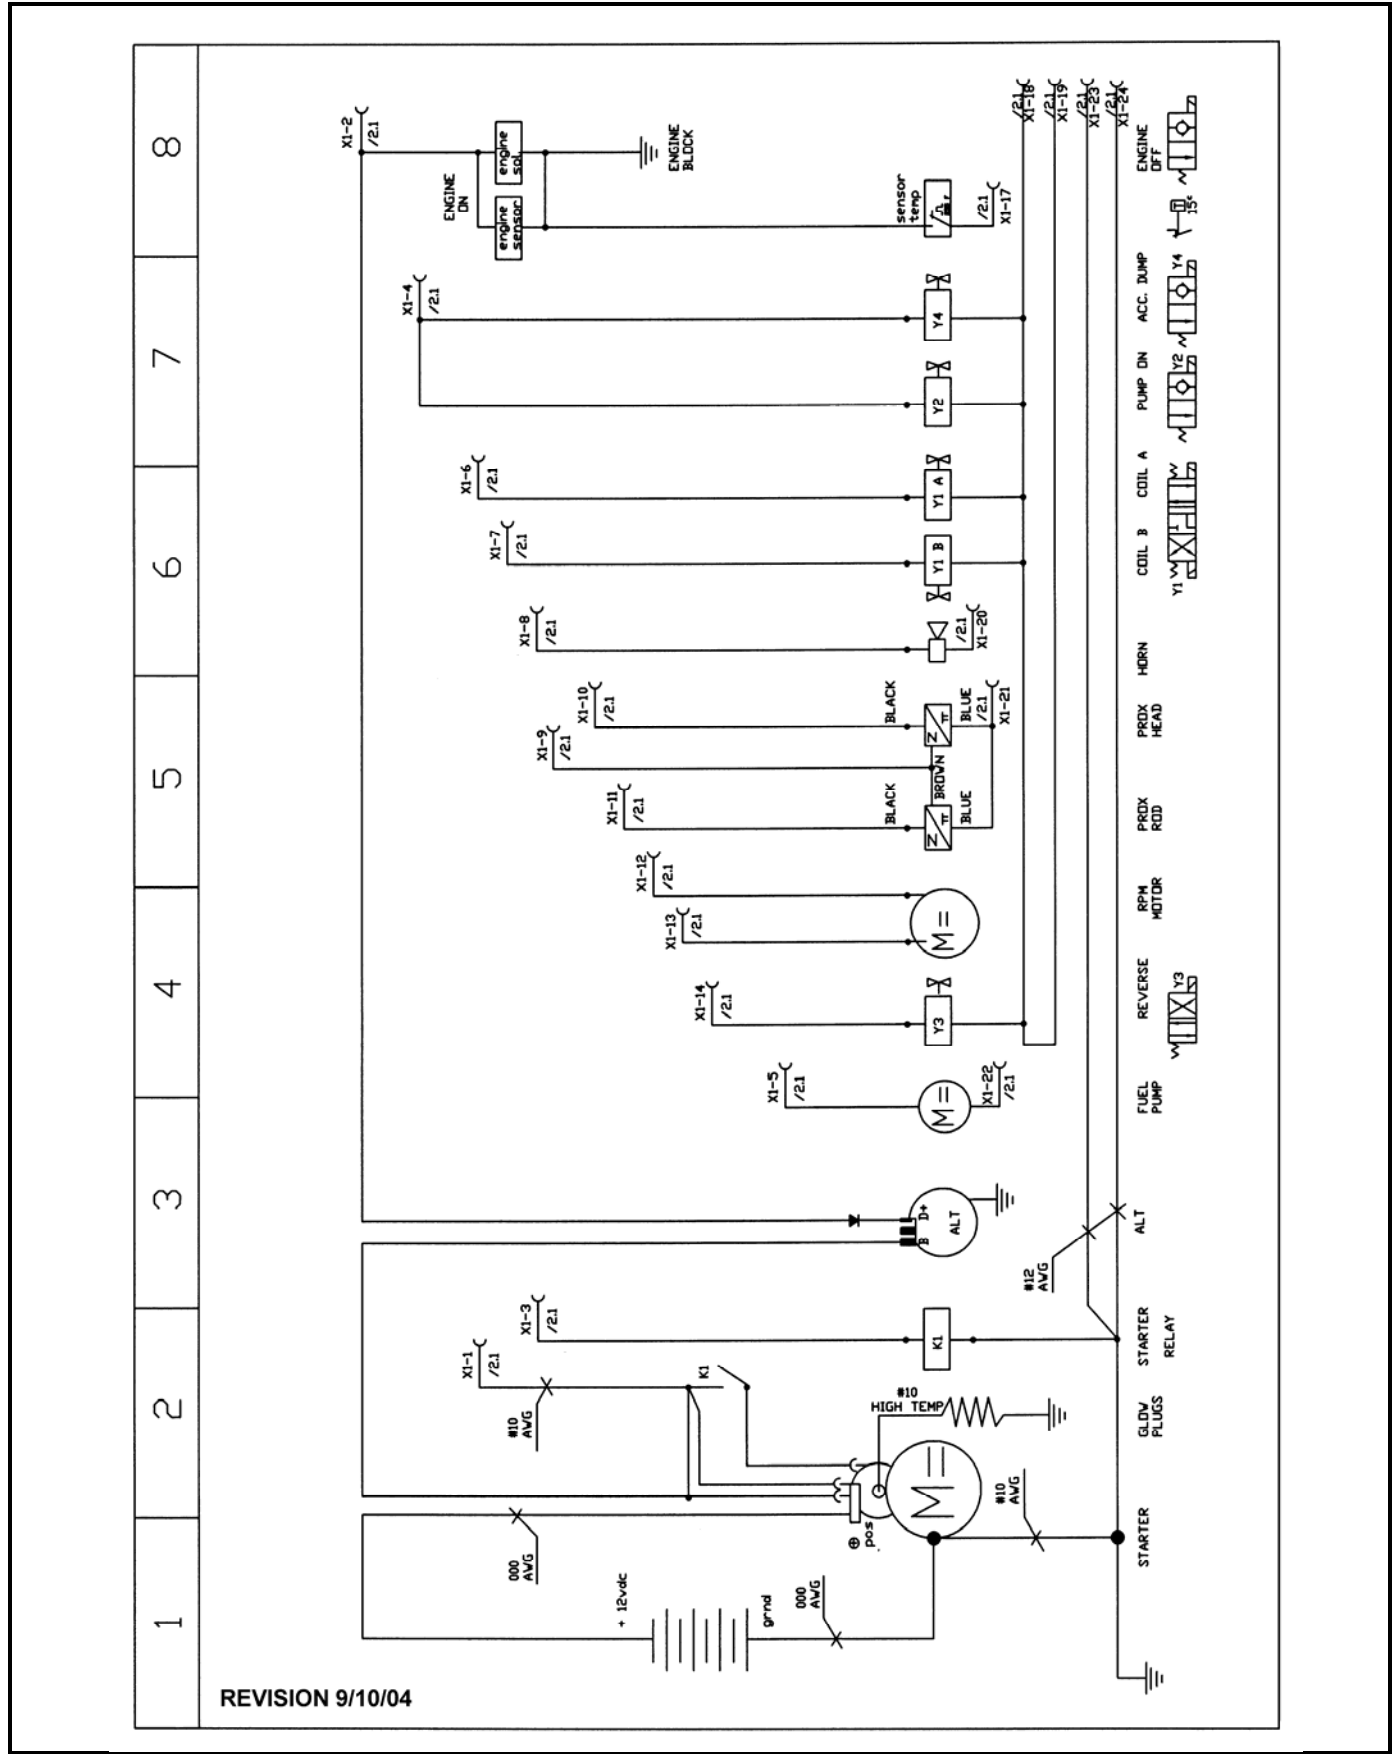 1
2
3
4
5
6
7
8
+ 12vdc
grnd
000
AWG
000
AWG
⊕
pos
M =
#10
AWG
X1-1
/2.1
#10
AWG
K1
#10
HIGH TEMP
X1-3
/2.1
K1
B
D+
ALT
#12
AWG
X1-5
/2.1
M =
X1-22
/2.1
X1-14
/2.1
Y3
X1-13
/2.1
X1-12
/2.1
M =
X1-11
/2.1
BLACK
BLUE
BROWN
X1-9
/2.1
X1-10
/2.1
BLACK
BLUE
/2.1
X1-21
X1-8
/2.1
/2.1
X1-20
X1-7
/2.1
Y1 B
X1-6
/2.1
Y1 A
Y2
X1-4
/2.1
Y4
X1-2
/2.1
ENGINE
ON
engine
sensor
engine
sol.
ENGINE
BLOCK
sensor
temp
/2.1
X1-17
/2.1
X1-18
/2.1
X1-19
/2.1
X1-23
/2.1
X1-24
STARTER
GLOW
PLUGS
STARTER
RELAY
ALT
FUEL
PUMP
REVERSE
Y3
RPM
MOTOR
PROX
ROD
PROX
HEAD
HORN
COIL B
COIL A
Y1
PUMP ON
Y2
ACC. DUMP
Y4
15°
ENGINE
OFF
REVISION 9/10/04